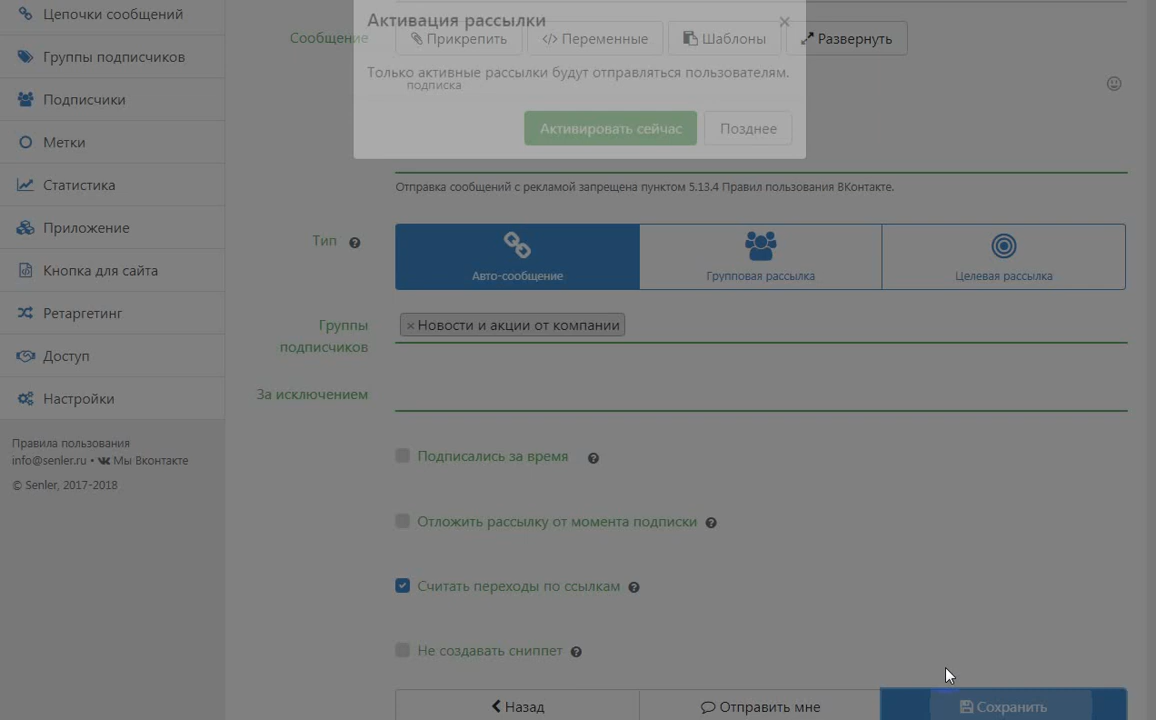 Цепочки сообщений
Группы подписчиков
Подписчики
Метки
Статистика
Приложение
Кнопка для сайта
Ретаргетинг
Доступ
Настройки
Правила пользования
info@senler.ru • Мы Вконтакте
© Senler, 2017-2018
Активация рассылки ×
Только активные рассылки будут отправляться пользователям.
Активировать сейчас Позднее
Сообщение
Прикрепить </> Переменные Шаблоны Развернуть
подписка
Отправка сообщений с рекламой запрещена пунктом 5.13.4 Правил пользования ВКонтакте.
Тип ?
Авто-сообщение Групповая рассылка Целевая рассылка
Группы подписчиков
× Новости и акции от компании
За исключением
Подписались за время ?
Отложить рассылку от момента подписки ?
Считать переходы по ссылкам ?
Не создавать сниппет ?
Назад Отправить мне Сохранить